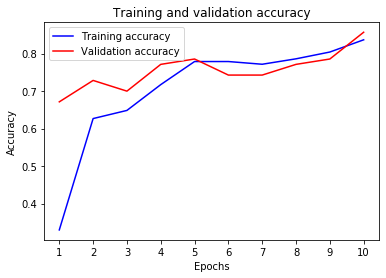 Training and validation accuracy
Training accuracy
Validation accuracy
0.8
0.7
0.6
0.5
0.4
Accuracy
1 2 3 4 5 6 7 8 9 10
Epochs